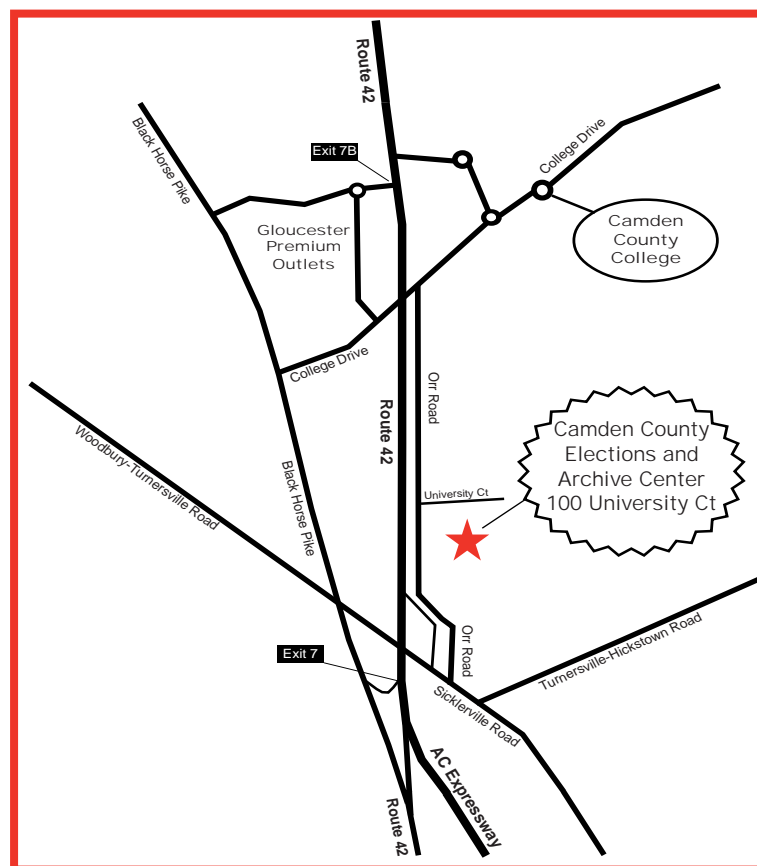 Route 42
Black Horse Pike
Exit 7B
College Drive
Gloucester
Premium
Outlets
Camden
County
College
College Drive
Orr Road
Route 42
Woodbury-Turnersville Road
Black Horse Pike
Camden County
Elections and
Archive Center
100 University Ct
University Ct
Orr Road
Exit 7
Turnersville-Hickstown Road
Sicklerville Road
AC Expressway
Route 42